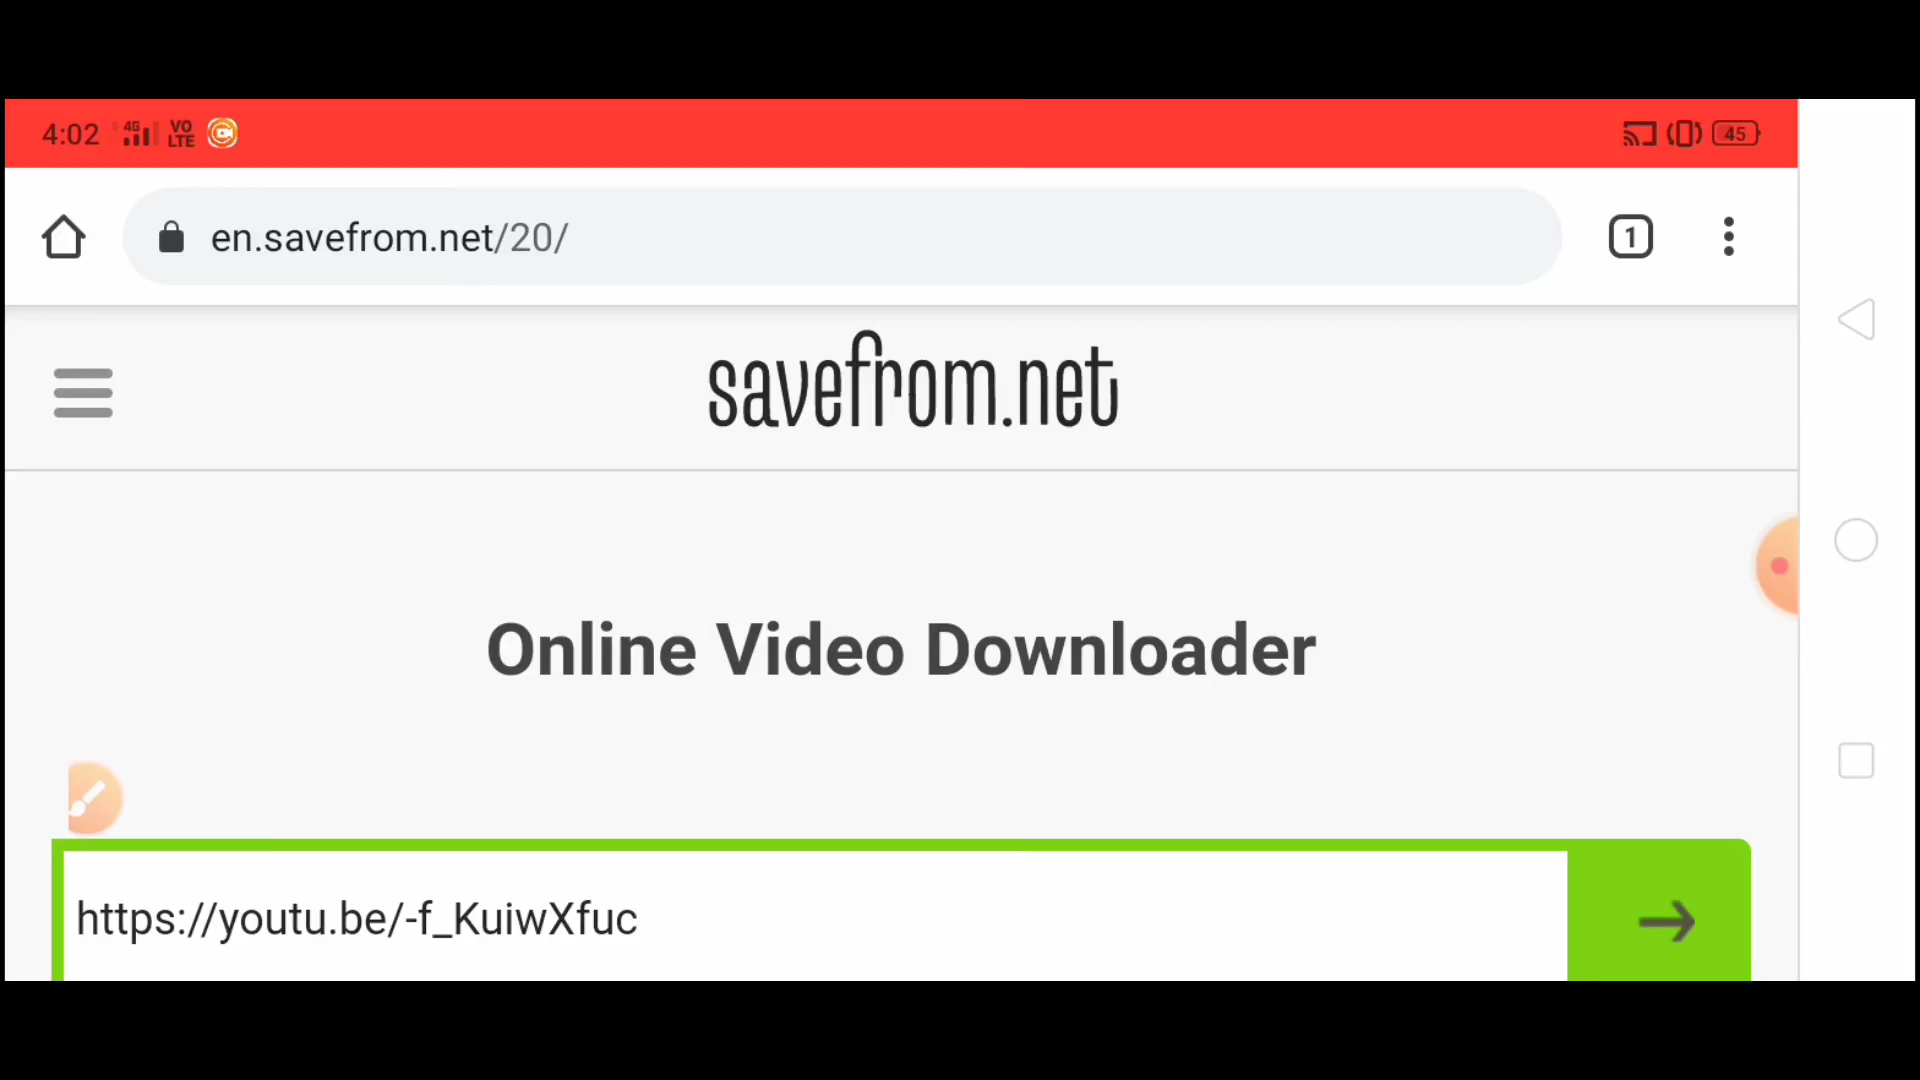 4:02 4G VO LTE 45
en.savefrom.net/20/ 1
savefrom.net
Online Video Downloader
https://youtu.be/-f_KuiwXfuc